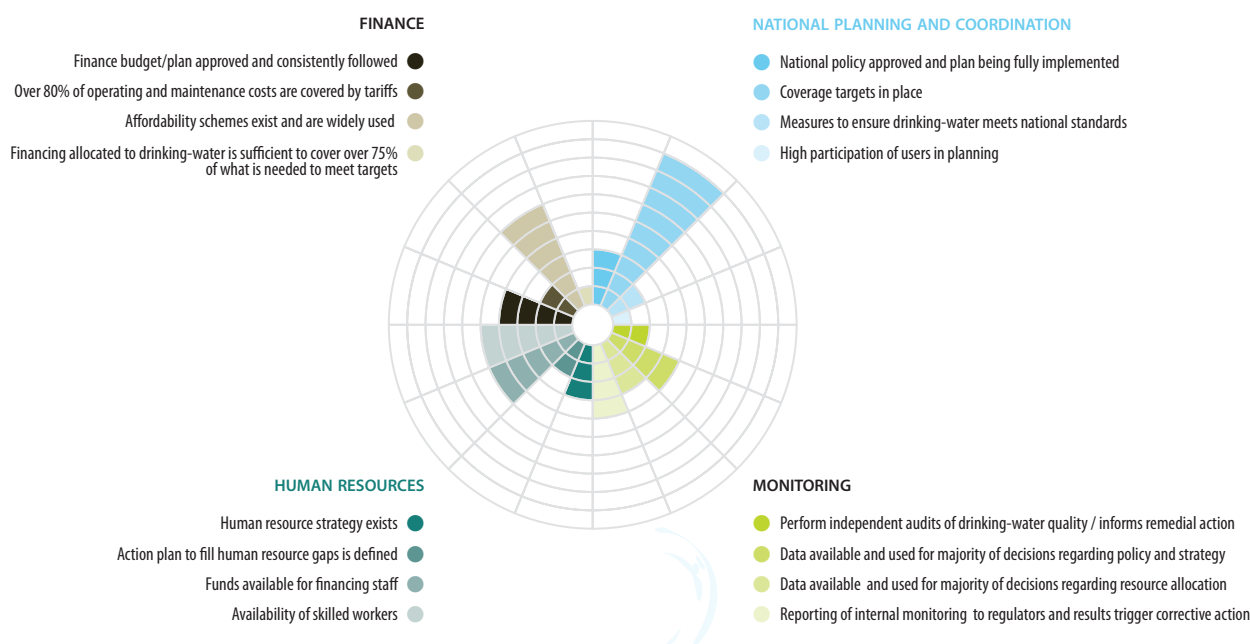 FINANCE
Finance budget/plan approved and consistently followed
Over 80% of operating and maintenance costs are covered by tariffs
Affordability schemes exist and are widely used
Financing allocated to drinking-water is sufficient to cover over 75%
of what is needed to meet targets
NATIONAL PLANNING AND COORDINATION
National policy approved and plan being fully implemented
Coverage targets in place
Measures to ensure drinking-water meets national standards
High participation of users in planning
HUMAN RESOURCES
Human resource strategy exists
Action plan to fill human resource gaps is defined
Funds available for financing staff
Availability of skilled workers
MONITORING
Perform independent audits of drinking-water quality / informs remedial action
Data available and used for majority of decisions regarding policy and strategy
Data available and used for majority of decisions regarding resource allocation
Reporting of internal monitoring to regulators and results trigger corrective action